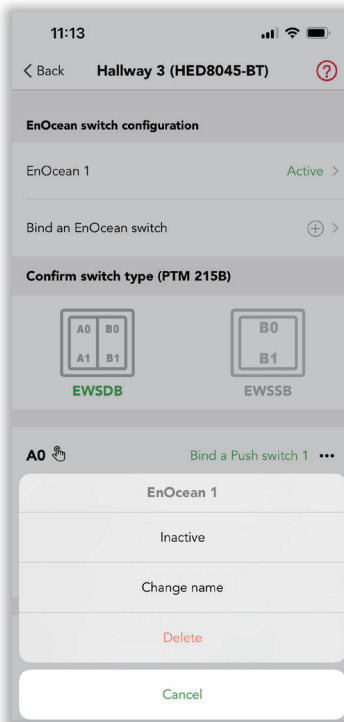 11:13
Back Hallway 3 (HED8045-BT) ?
EnOcean switch configuration
EnOcean 1 Active >
Bind an EnOcean switch >
Confirm switch type (PTM 215B)
A0 B0 B0
A1 B1 B1
EWSDB EWSSB
A0 Bind a Push switch 1 •••
EnOcean 1
Inactive
Change name
Delete
Cancel